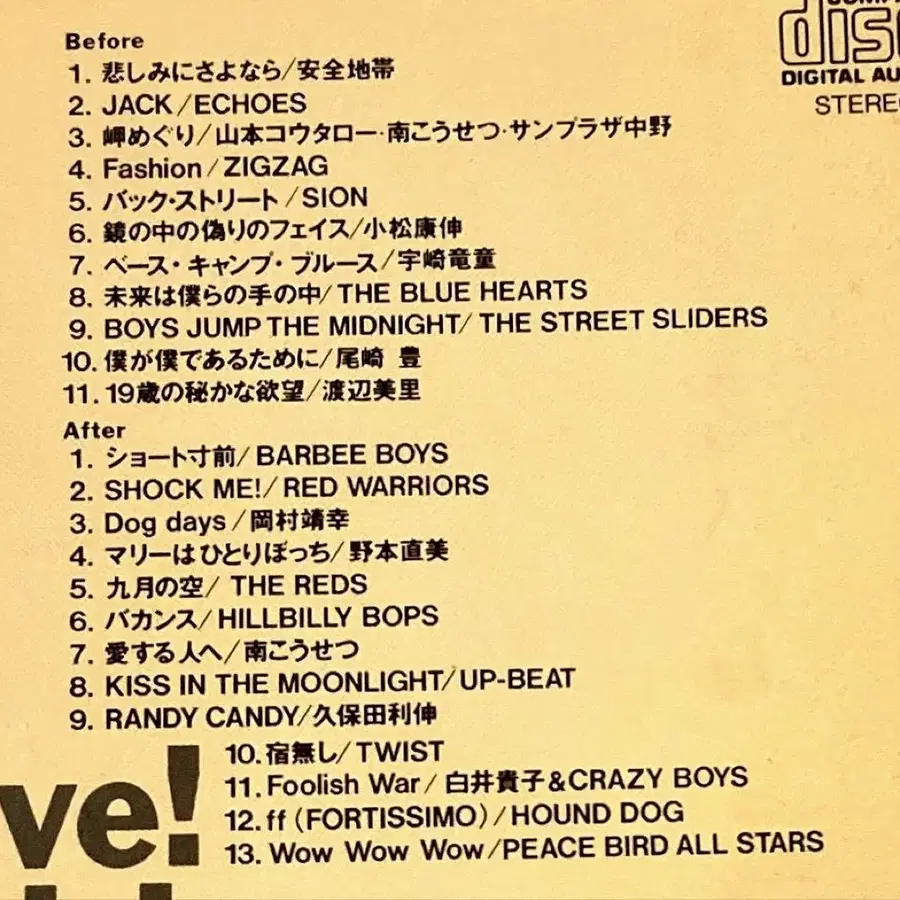 Before
1. 悲しみにさよなら/安全地帯
2. JACK/ECHOES
3. 岬めぐり/山本コウタロー・南こうせつ・サンプラザ中野
4. Fashion/ZIGZAG
5. バック・ストリート/SION
6. 鏡の中の偽りのフェイス/小松康伸
7. ベース・キャンプ・ブルース/宇崎竜童
8. 未来は僕らの手の中/THE BLUE HEARTS
9. BOYS JUMP THE MIDNIGHT/THE STREET SLIDERS
10. 僕が僕であるために/尾崎 豊
11. 19歳の秘かな欲望/渡辺美里
After
1. ショート寸前/BARBEE BOYS
2. SHOCK ME!/RED WARRIORS
3. Dog days/岡村靖幸
4. マリーはひとりぼっち/野本直美
5. 九月の空/THE REDS
6. バカンス/HILLBILLY BOPS
7. 愛する人へ/南こうせつ
8. KISS IN THE MOONLIGHT/UP-BEAT
9. RANDY CANDY/久保田利伸
10. 宿無し/TWIST
11. Foolish War/白井貴子&CRAZY BOYS
12. ff (FORTISSIMO)/HOUND DOG
13. Wow Wow Wow/PEACE BIRD ALL STARS
disc
DIGITAL AU
STEREO
ve!